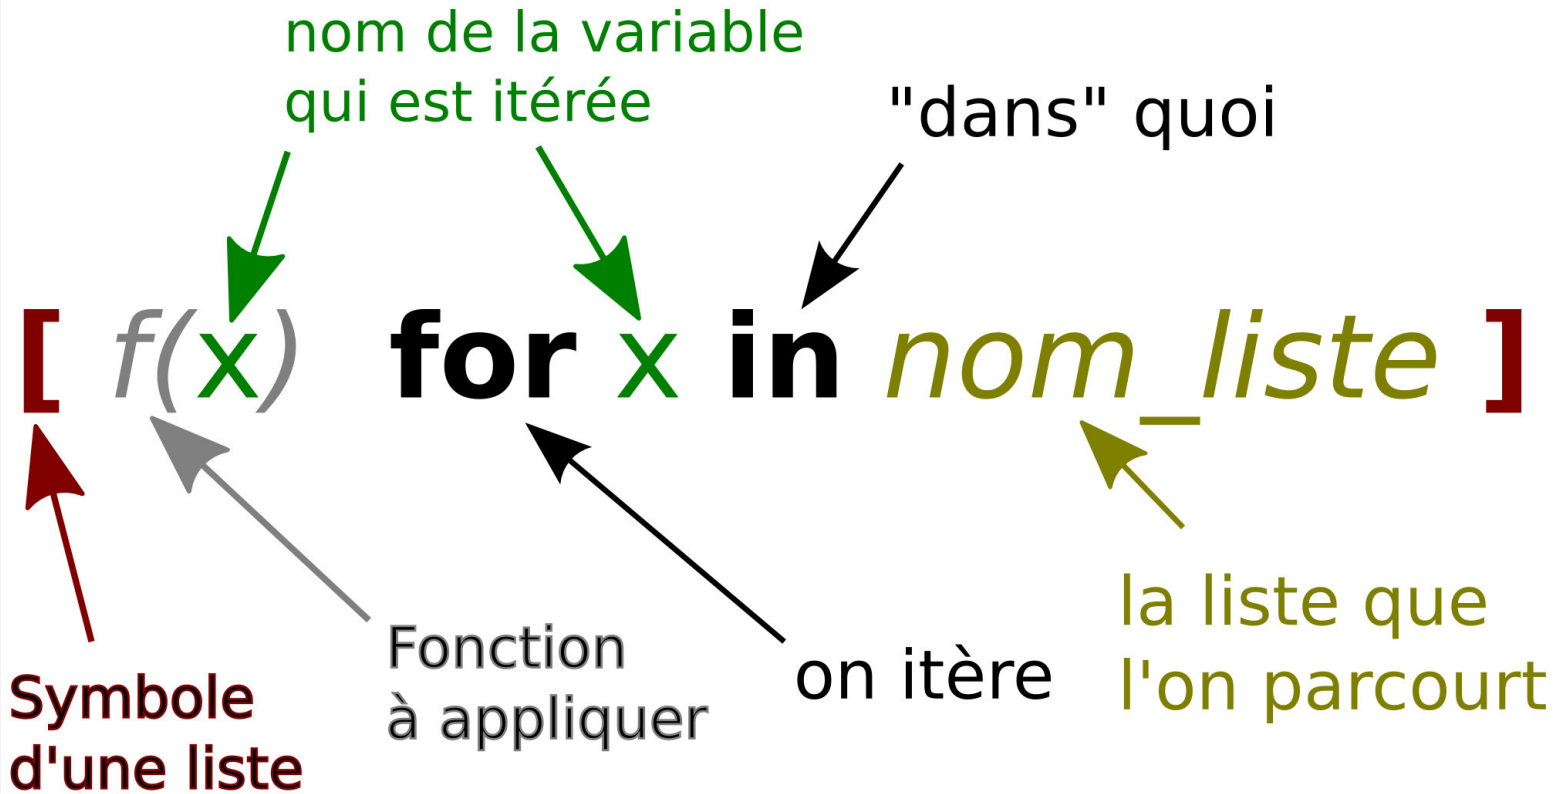 nom de la variable
qui est itérée
"dans" quoi
[ f(x) for x in nom_liste ]
Symbole
d'une liste
Fonction
à appliquer
on itère
la liste que
l'on parcourt